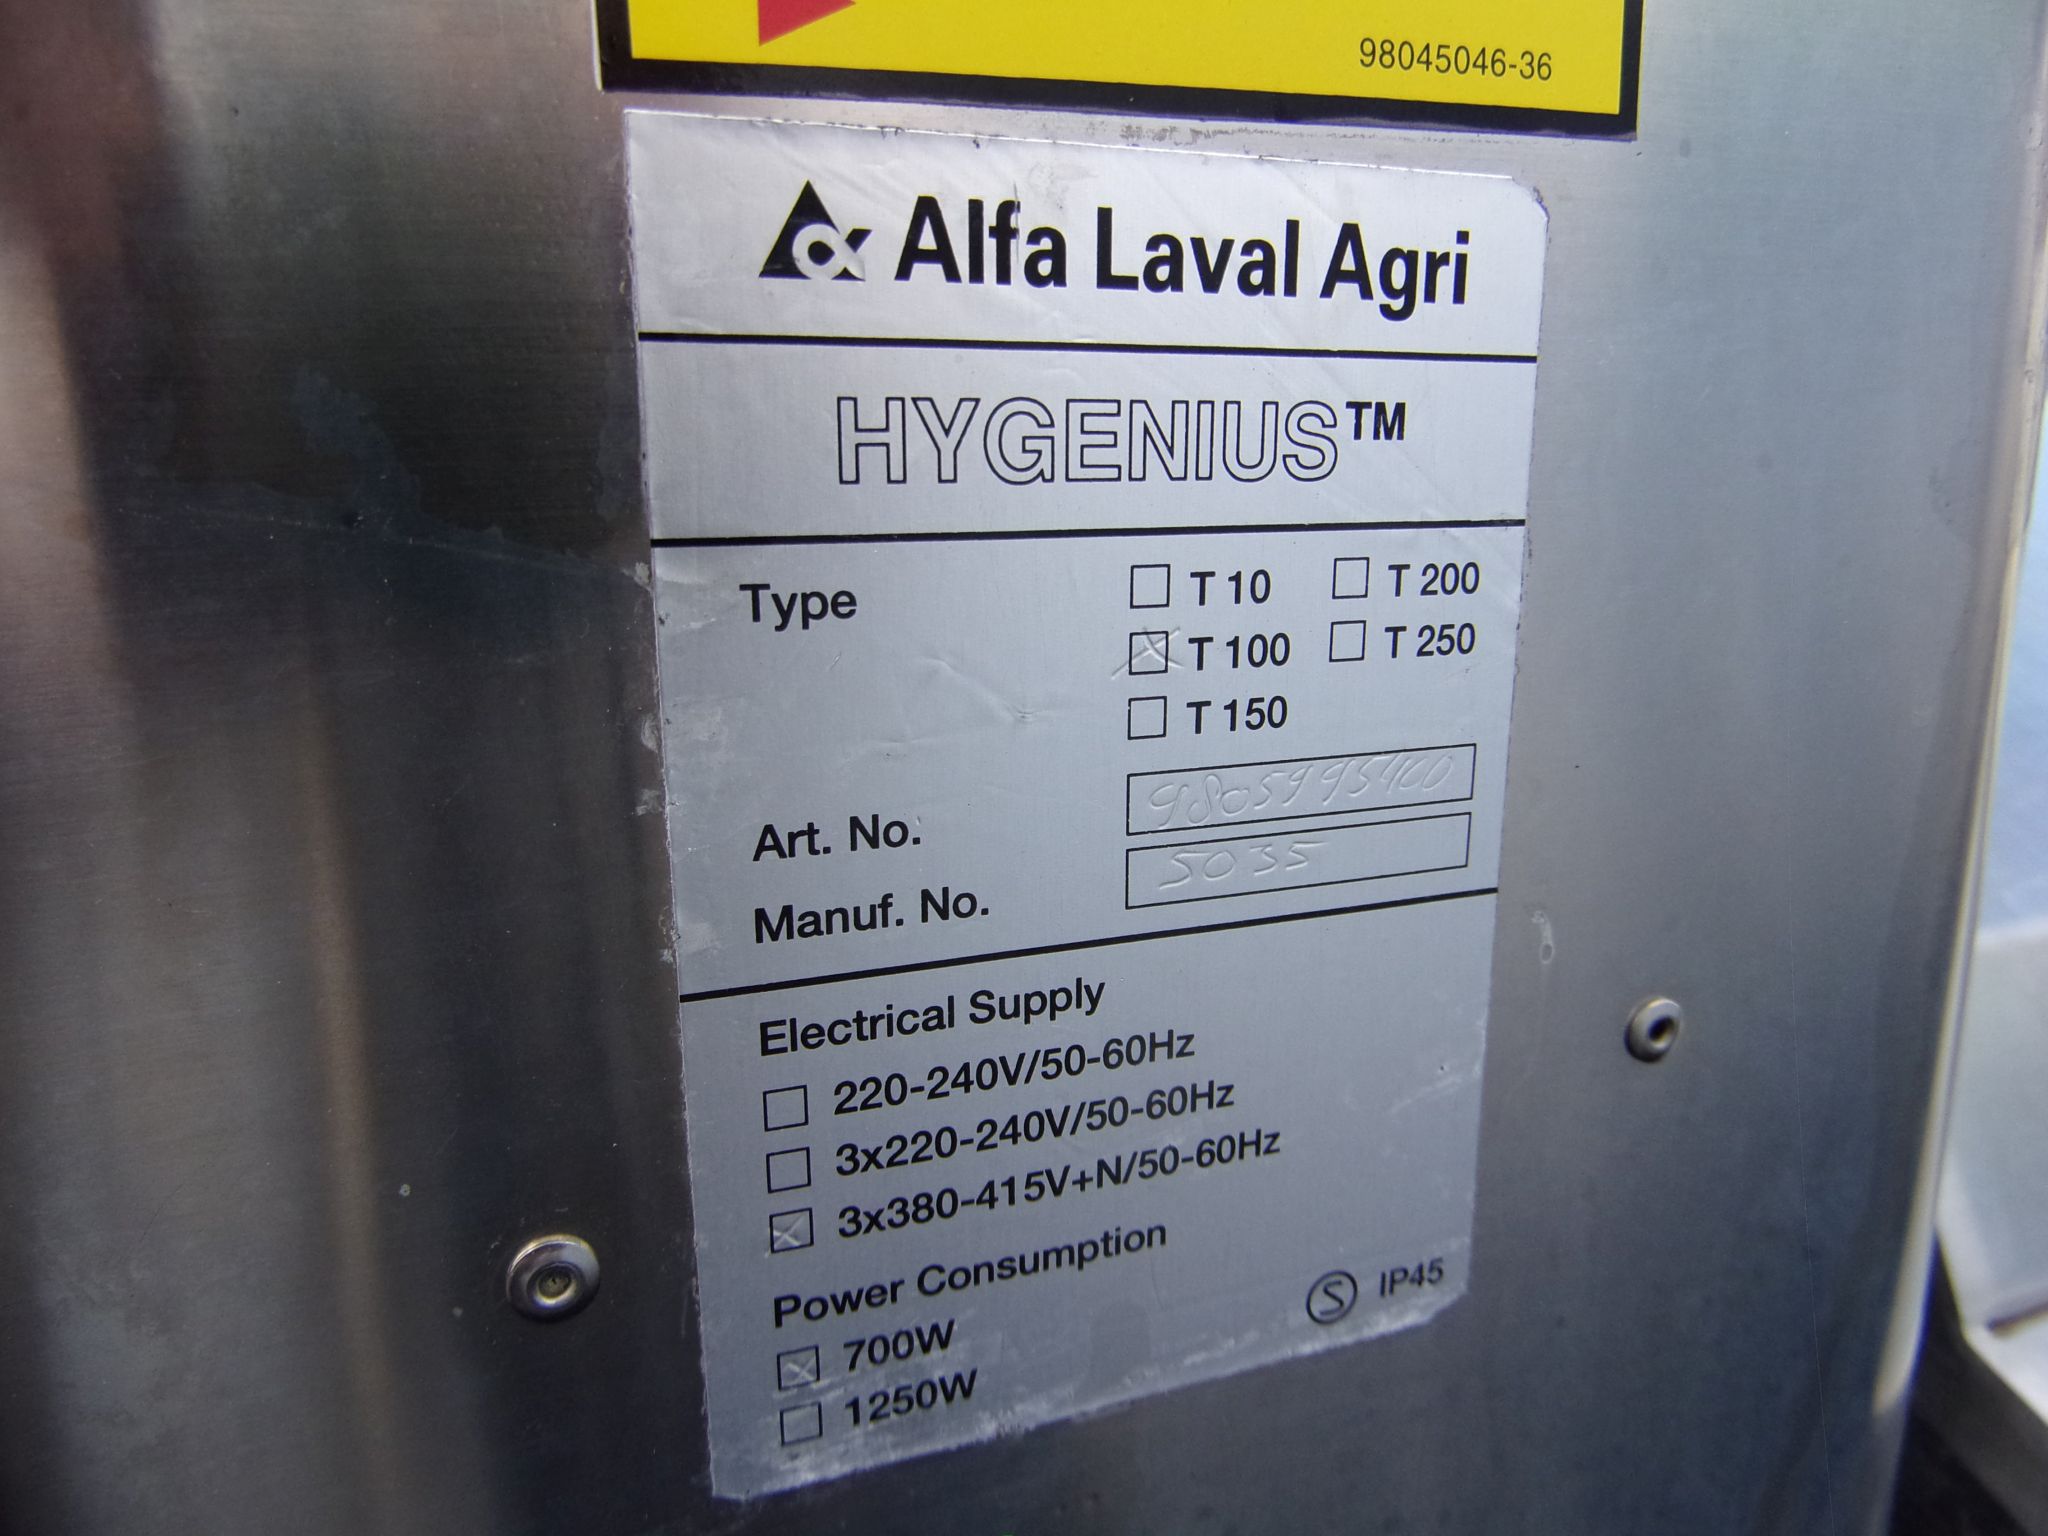 98045046-36
Alfa Laval Agri
HYGENIUS™
Type
T 10 T 200
T 100 T 250
T 150
Art. No. 9805995400
Manuf. No. 5035
Electrical Supply
220-240V/50-60Hz
3x220-240V/50-60Hz
3x380-415V+N/50-60Hz
Power Consumption
700W
1250W
S IP45